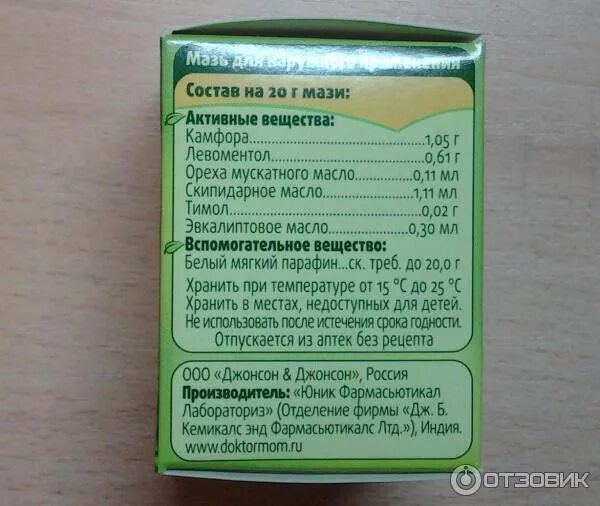 Мазь для наружного применения
Состав на 20 г мази:
Активные вещества:
Камфора...........................1,05 г
Левоментол.....................0,61 г
Ореха мускатного масло....0,11 мл
Скипидарное масло..........1,11 мл
Тимол...............................0,02 г
Эвкалиптовое масло........0,30 мл
Вспомогательное вещество:
Белый мягкий парафин...ск. треб. до 20,0 г
Хранить при температуре от 15 °C до 25 °C
Хранить в местах, недоступных для детей.
Не использовать после истечения срока годности.
Отпускается из аптек без рецепта
ООО «Джонсон & Джонсон», Россия
Производитель: «Юник Фармасьютикал
Лабораториз» (Отделение фирмы «Дж. Б.
Кемикалс энд Фармасьютикалс Лтд.»), Индия.
www.doktormom.ru
ОТЗОВИК